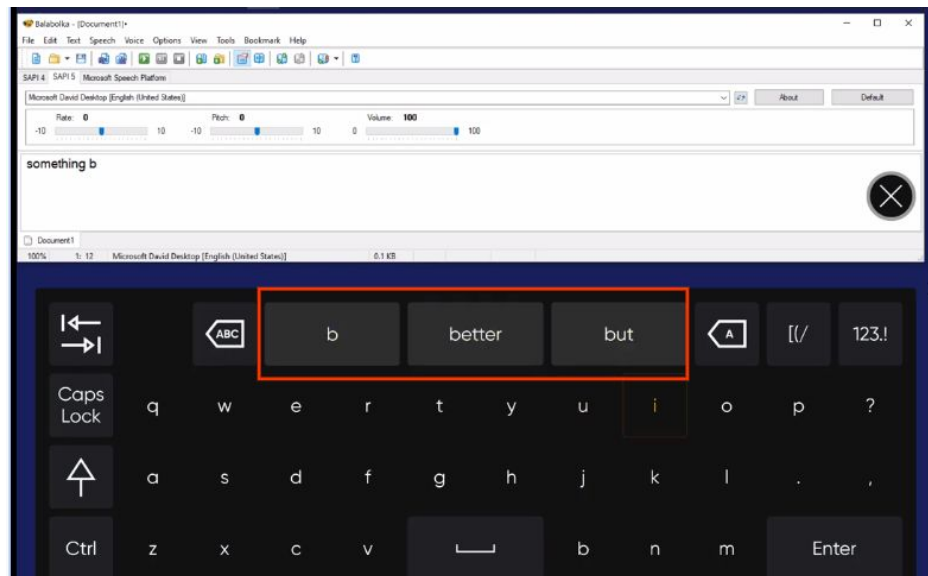 Balabolka - [Document1]*
File Edit Text Speech Voice Options View Tools Bookmark Help
SAPI 4 SAPI 5 Microsoft Speech Platform
Microsoft David Desktop [English (United States)]
About Default
Rate: 0 Pitch: 0 Volume: 100
-10 10 -10 10 0 100
something b
Document1
100% 1: 12 Microsoft David Desktop [English (United States)] 0.1 KB
ABC b better but A [(/ 123.!
Caps Lock q w e r t y u i o p ?
a s d f g h j k l . ,
Ctrl z x c v b n m Enter